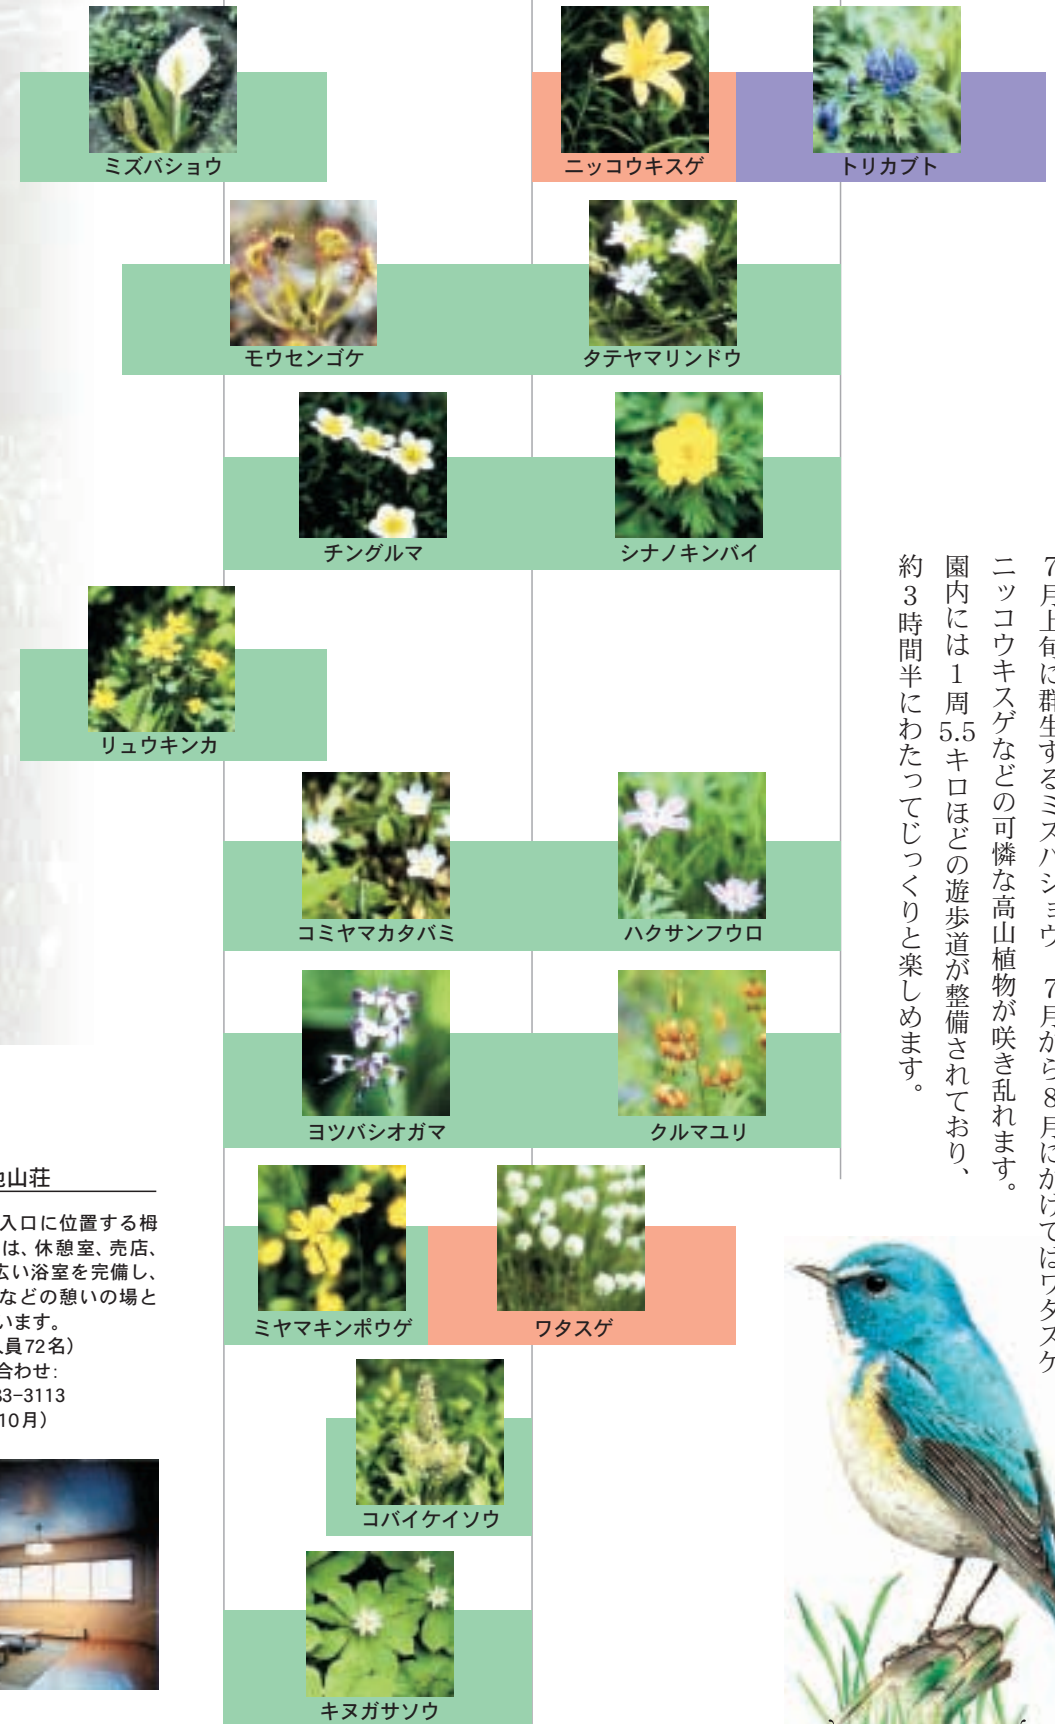 ミズバショウ
ニッコウキスゲ
トリカブト
モウセンゴケ
タテヤマリンドウ
チングルマ
シナノキンバイ
リュウキンカ
コミヤマカタバミ
ハクサンフウロ
ヨツバシオガマ
クルマユリ
ミヤマキンポウゲ
ワタスゲ
コバイケイソウ
キヌガサソウ
7月上旬に群生するミズバショウ 7月から8月にかけてはワタスゲ
ニッコウキスゲなどの可憐な高山植物が咲き乱れます。
園内には1周5.5キロほどの遊歩道が整備されており、
約3時間半にわたってじっくりと楽しめます。
山荘
入口に位置する栂
は、休憩室、売店、
広い浴室を完備し、
などの憩いの場と
います。
員72名）
合わせ：
3-3113
10月）